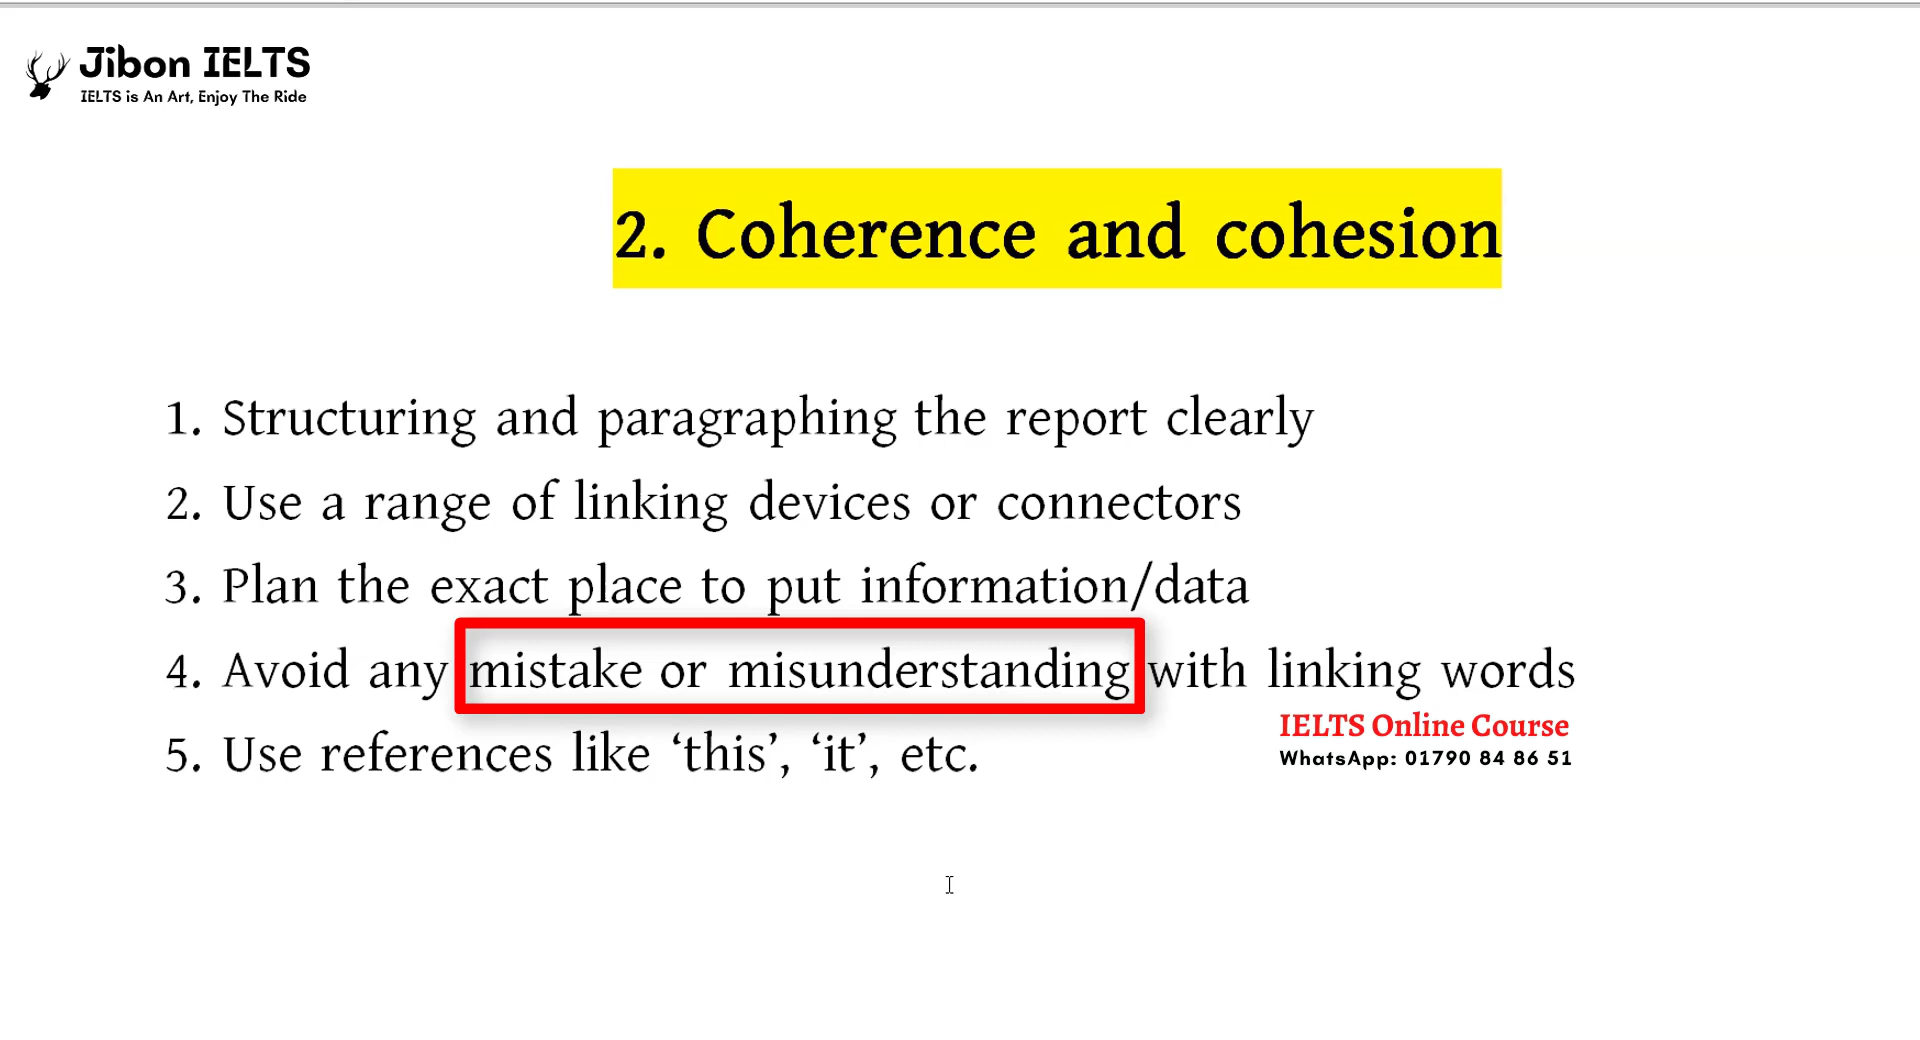 Jibon IELTS
IELTS is An Art, Enjoy The Ride
2. Coherence and cohesion
1. Structuring and paragraphing the report clearly
2. Use a range of linking devices or connectors
3. Plan the exact place to put information/data
4. Avoid any mistake or misunderstanding with linking words
5. Use references like ‘this’, ‘it’, etc.
IELTS Online Course
WhatsApp: 01790 84 86 51